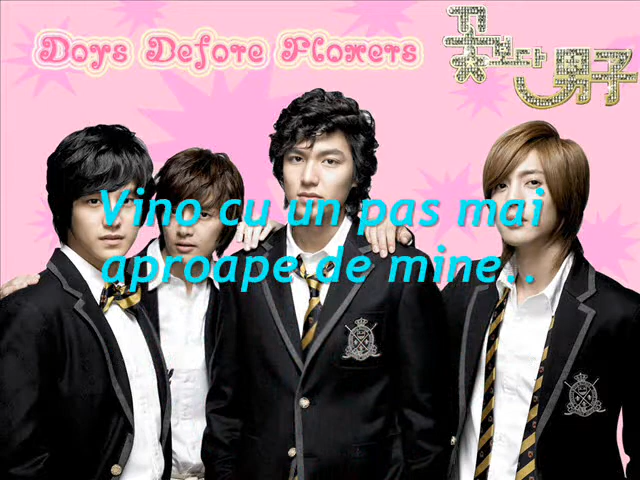 Boys Before Flowers
꽃보다
男子
Vino cu un pas mai
aproape de mine..